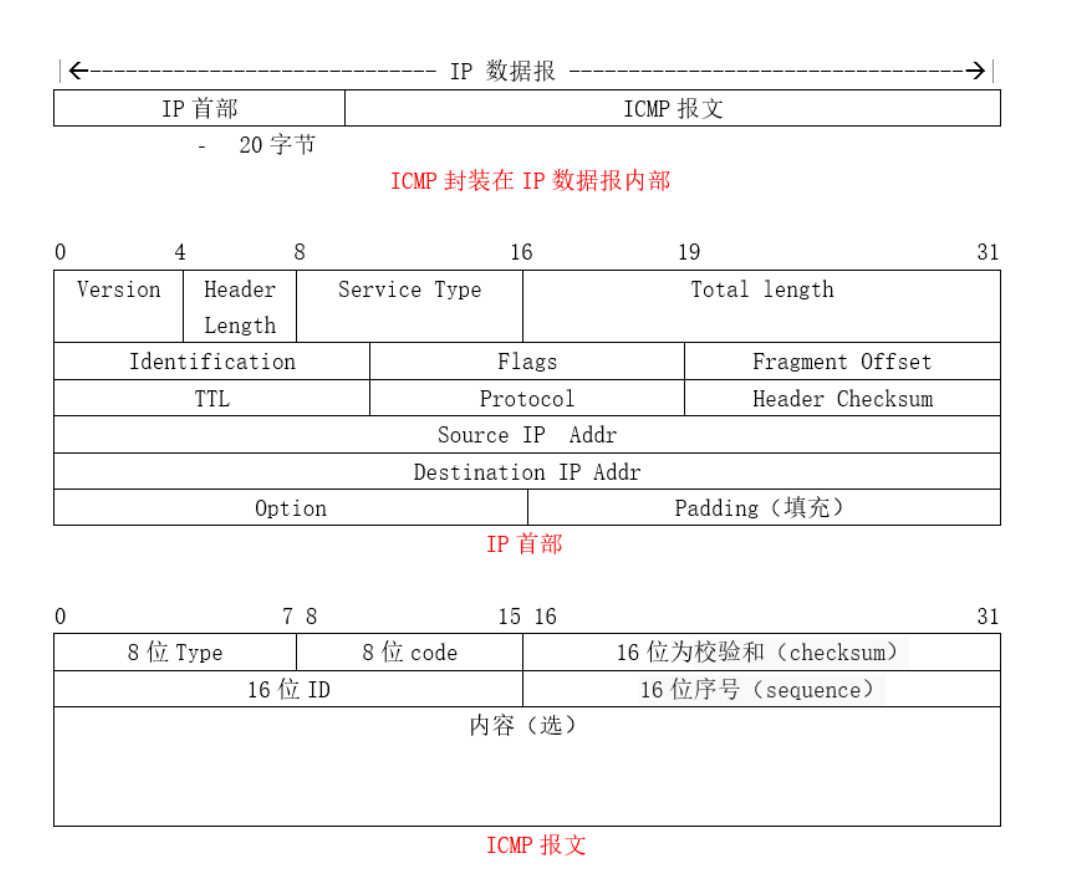 |←----------------------------- IP 数据报 ---------------------------------→|
IP 首部 ICMP 报文
- 20 字节
ICMP 封装在 IP 数据报内部
0 4 8 16 19 31
Version Header Service Type Total length
Length
Identification Flags Fragment Offset
TTL Protocol Header Checksum
Source IP Addr
Destination IP Addr
Option Padding（填充）
IP 首部
0 7 8 15 16 31
8 位 Type 8 位 code 16 位为校验和（checksum）
16 位 ID 16 位序号（sequence）
内容（选）
ICMP 报文